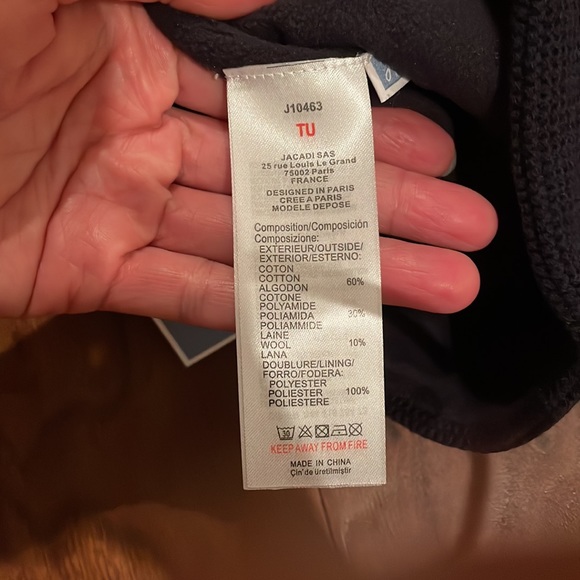 J10463
TU
JACADI SAS
25 rue Louis Le Grand
75002 Paris
FRANCE
DESIGNED IN PARIS
CREE A PARIS
MODELE DEPOSE
Composition/Composición
Composizione:
EXTERIEUR/OUTSIDE/
EXTERIOR/ESTERNO:
COTON
COTTON
ALGODON 60%
COTONE
POLYAMIDE
POLIAMIDA 30%
POLIAMMIDE
LAINE
WOOL 10%
LANA
DOUBLURE/LINING/
FORRO/FODERA:
POLYESTER
POLIESTER 100%
POLIESTERE
30
KEEP AWAY FROM FIRE
MADE IN CHINA
Çin'de üretilmiştir